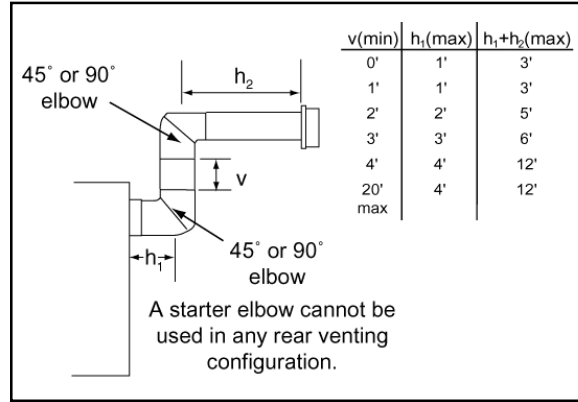 v(min) h₁(max) h₁+h₂(max)
0' 1' 3'
1' 1' 3'
2' 2' 5'
3' 3' 6'
4' 4' 12'
20' 4' 12'
max
45° or 90°
elbow
h₂
v
h₁
45° or 90°
elbow
A starter elbow cannot be
used in any rear venting
configuration.